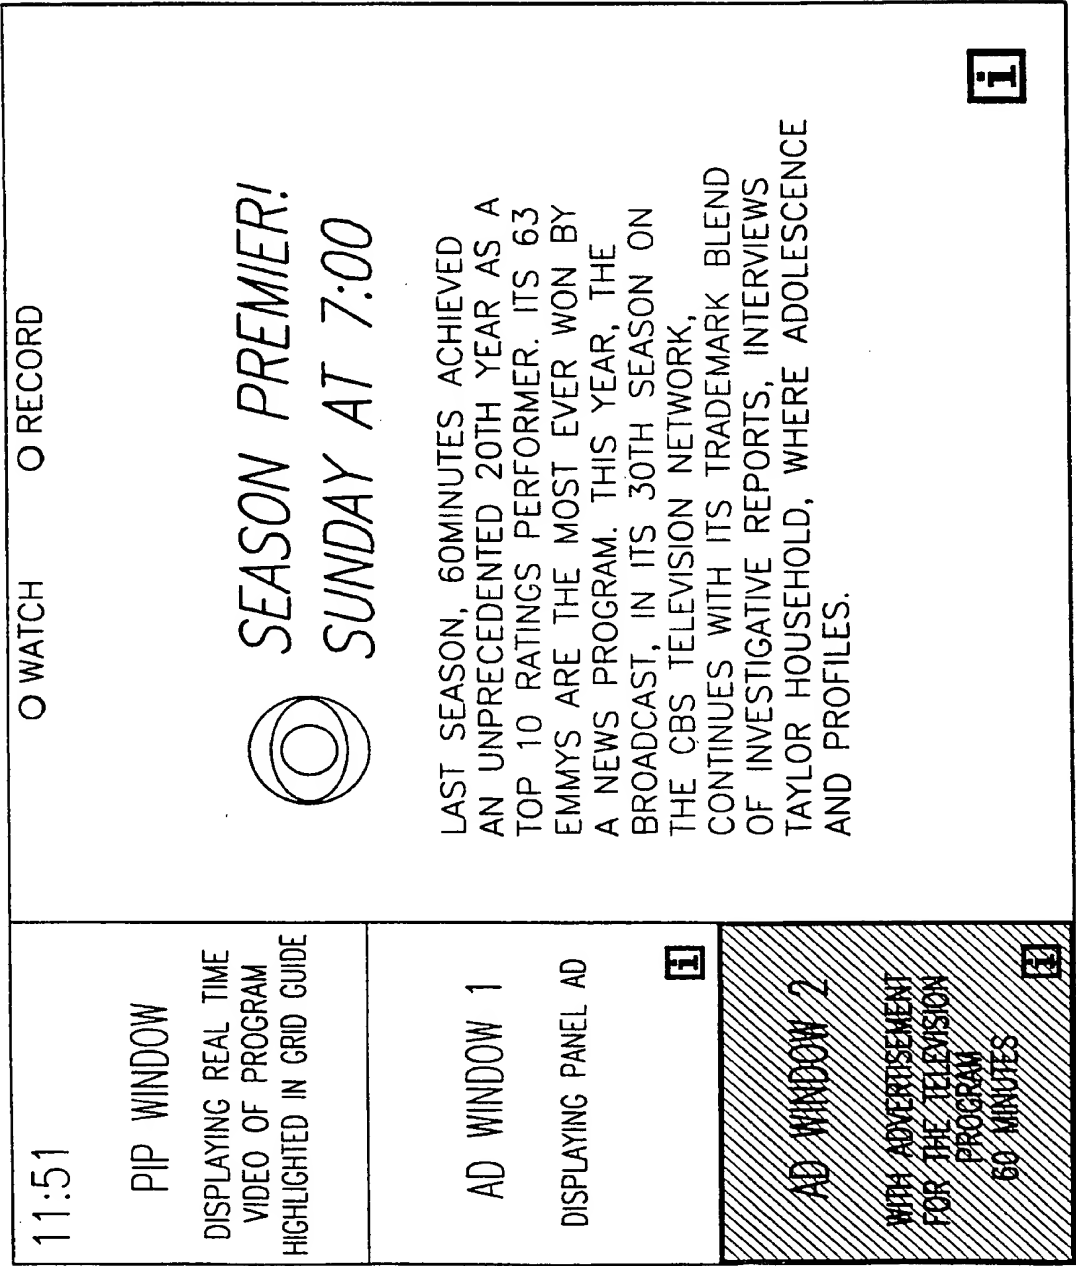 11:51
PIP WINDOW
DISPLAYING REAL TIME
VIDEO OF PROGRAM
HIGHLIGHTED IN GRID GUIDE
AD WINDOW 1
DISPLAYING PANEL AD
i
AD WINDOW 2
WITH ADVERTISEMENT
FOR THE TELEVISION
PROGRAM
60 MINUTES
i
O WATCH
O RECORD
SEASON PREMIER!
SUNDAY AT 7:00
LAST SEASON, 60MINUTES ACHIEVED
AN UNPRECEDENTED 20TH YEAR AS A
TOP 10 RATINGS PERFORMER. ITS 63
EMMYS ARE THE MOST EVER WON BY
A NEWS PROGRAM. THIS YEAR, THE
BROADCAST, IN ITS 30TH SEASON ON
THE CBS TELEVISION NETWORK,
CONTINUES WITH ITS TRADEMARK BLEND
OF INVESTIGATIVE REPORTS, INTERVIEWS
TAYLOR HOUSEHOLD, WHERE ADOLESCENCE
AND PROFILES.
i